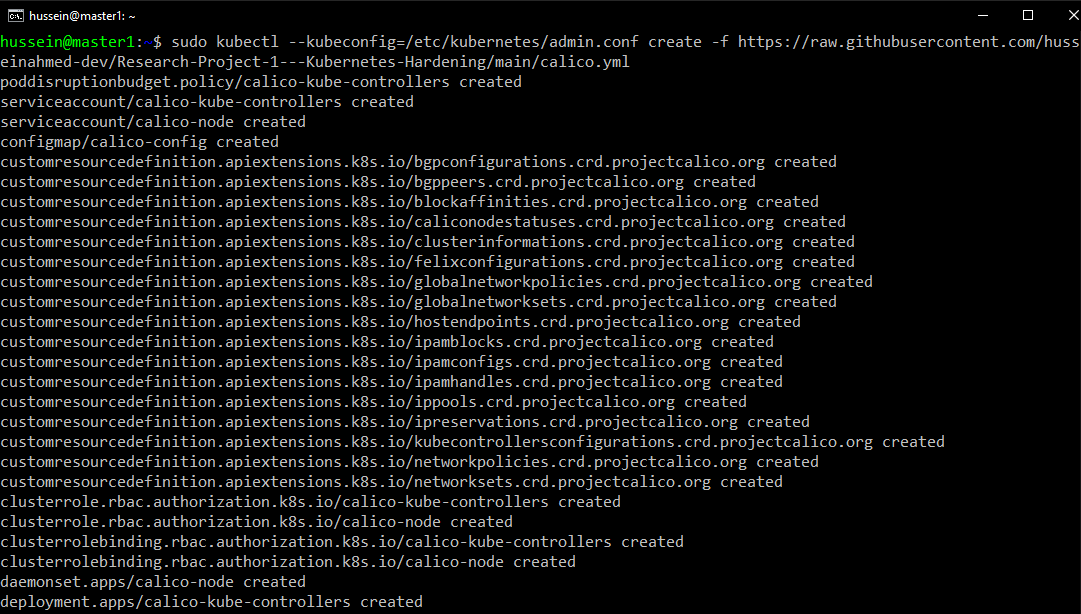 hussein@master1: ~
hussein@master1:~$ sudo kubectl --kubeconfig=/etc/kubernetes/admin.conf create -f https://raw.githubusercontent.com/huss
einahmed-dev/Research-Project-1---Kubernetes-Hardening/main/calico.yml
poddisruptionbudget.policy/calico-kube-controllers created
serviceaccount/calico-kube-controllers created
serviceaccount/calico-node created
configmap/calico-config created
customresourcedefinition.apiextensions.k8s.io/bgpconfigurations.crd.projectcalico.org created
customresourcedefinition.apiextensions.k8s.io/bgppeers.crd.projectcalico.org created
customresourcedefinition.apiextensions.k8s.io/blockaffinities.crd.projectcalico.org created
customresourcedefinition.apiextensions.k8s.io/caliconodestatuses.crd.projectcalico.org created
customresourcedefinition.apiextensions.k8s.io/clusterinformations.crd.projectcalico.org created
customresourcedefinition.apiextensions.k8s.io/felixconfigurations.crd.projectcalico.org created
customresourcedefinition.apiextensions.k8s.io/globalnetworkpolicies.crd.projectcalico.org created
customresourcedefinition.apiextensions.k8s.io/globalnetworksets.crd.projectcalico.org created
customresourcedefinition.apiextensions.k8s.io/hostendpoints.crd.projectcalico.org created
customresourcedefinition.apiextensions.k8s.io/ipamblocks.crd.projectcalico.org created
customresourcedefinition.apiextensions.k8s.io/ipamconfigs.crd.projectcalico.org created
customresourcedefinition.apiextensions.k8s.io/ipamhandles.crd.projectcalico.org created
customresourcedefinition.apiextensions.k8s.io/ippools.crd.projectcalico.org created
customresourcedefinition.apiextensions.k8s.io/ipreservations.crd.projectcalico.org created
customresourcedefinition.apiextensions.k8s.io/kubecontrollersconfigurations.crd.projectcalico.org created
customresourcedefinition.apiextensions.k8s.io/networkpolicies.crd.projectcalico.org created
customresourcedefinition.apiextensions.k8s.io/networksets.crd.projectcalico.org created
clusterrole.rbac.authorization.k8s.io/calico-kube-controllers created
clusterrole.rbac.authorization.k8s.io/calico-node created
clusterrolebinding.rbac.authorization.k8s.io/calico-kube-controllers created
clusterrolebinding.rbac.authorization.k8s.io/calico-node created
daemonset.apps/calico-node created
deployment.apps/calico-kube-controllers created